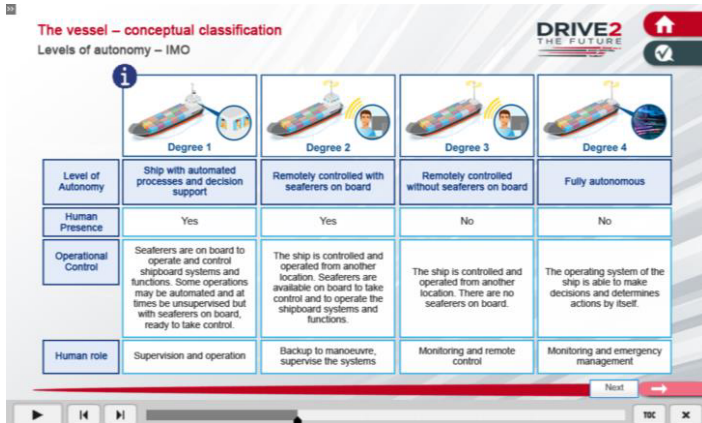 The vessel – conceptual classification
Levels of autonomy – IMO
DRIVE2
THE FUTURE
i
Degree 1
Degree 2
Degree 3
Degree 4
Level of
Autonomy
Ship with automated
processes and decision
support
Remotely controlled with
seaferers on board
Remotely controlled
without seaferers on board
Fully autonomous
Human
Presence
Yes
Yes
No
No
Operational
Control
Seaferers are on board to
operate and control
shipboard systems and
functions. Some operations
may be automated and at
times be unsupervised but
with seaferers on board,
ready to take control.
The ship is controlled and
operated from another
location. Seaferers are
available on board to take
control and to operate the
shipboard systems and
functions.
The ship is controlled and
operated from another
location. There are no
seaferers on board.
The operating system of the
ship is able to make
decisions and determines
actions by itself.
Human role
Supervision and operation
Backup to manoeuvre,
supervise the systems
Monitoring and remote
control
Monitoring and emergency
management
Next
TOC